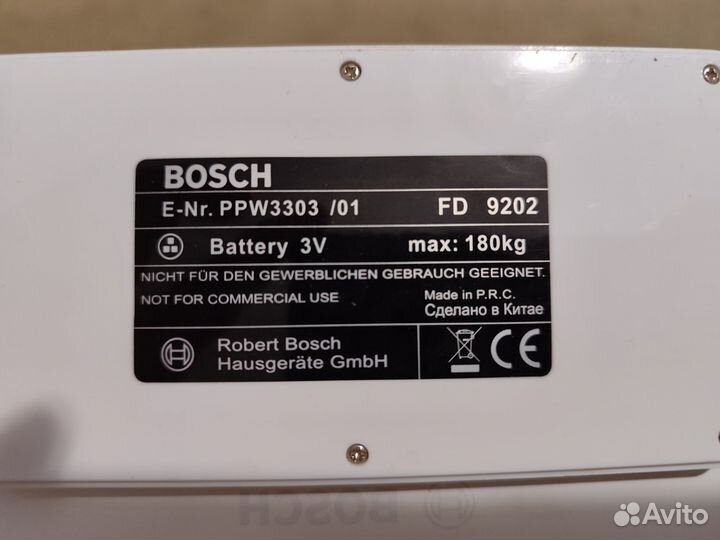 BOSCH
E-Nr. PPW3303 /01 FD 9202
Battery 3V max: 180kg
NICHT FÜR DEN GEWERBLICHEN GEBRAUCH GEEIGNET.
NOT FOR COMMERCIAL USE
Made in P.R.C.
Сделано в Китае
Robert Bosch
Hausgeräte GmbH
CE
BOSCH
Avito